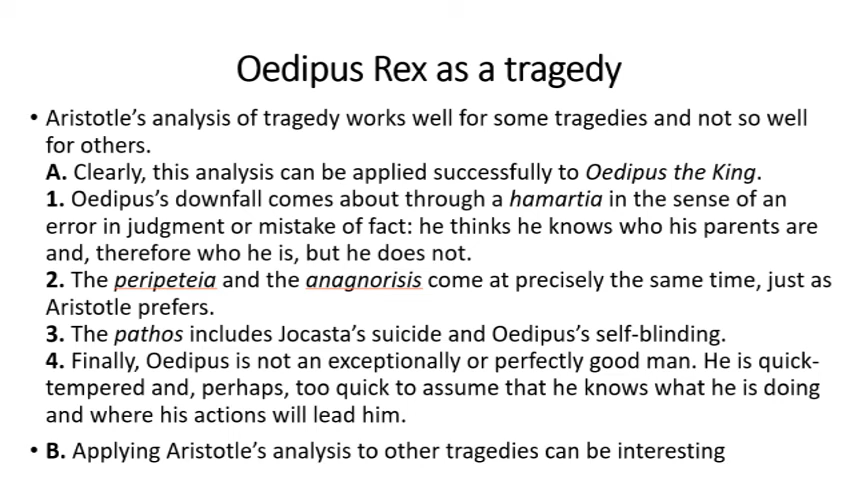 Oedipus Rex as a tragedy
• Aristotle’s analysis of tragedy works well for some tragedies and not so well
for others.
A. Clearly, this analysis can be applied successfully to Oedipus the King.
1. Oedipus’s downfall comes about through a hamartia in the sense of an
error in judgment or mistake of fact: he thinks he knows who his parents are
and, therefore who he is, but he does not.
2. The peripeteia and the anagnorisis come at precisely the same time, just as
Aristotle prefers.
3. The pathos includes Jocasta’s suicide and Oedipus’s self-blinding.
4. Finally, Oedipus is not an exceptionally or perfectly good man. He is quick-
tempered and, perhaps, too quick to assume that he knows what he is doing
and where his actions will lead him.
• B. Applying Aristotle’s analysis to other tragedies can be interesting